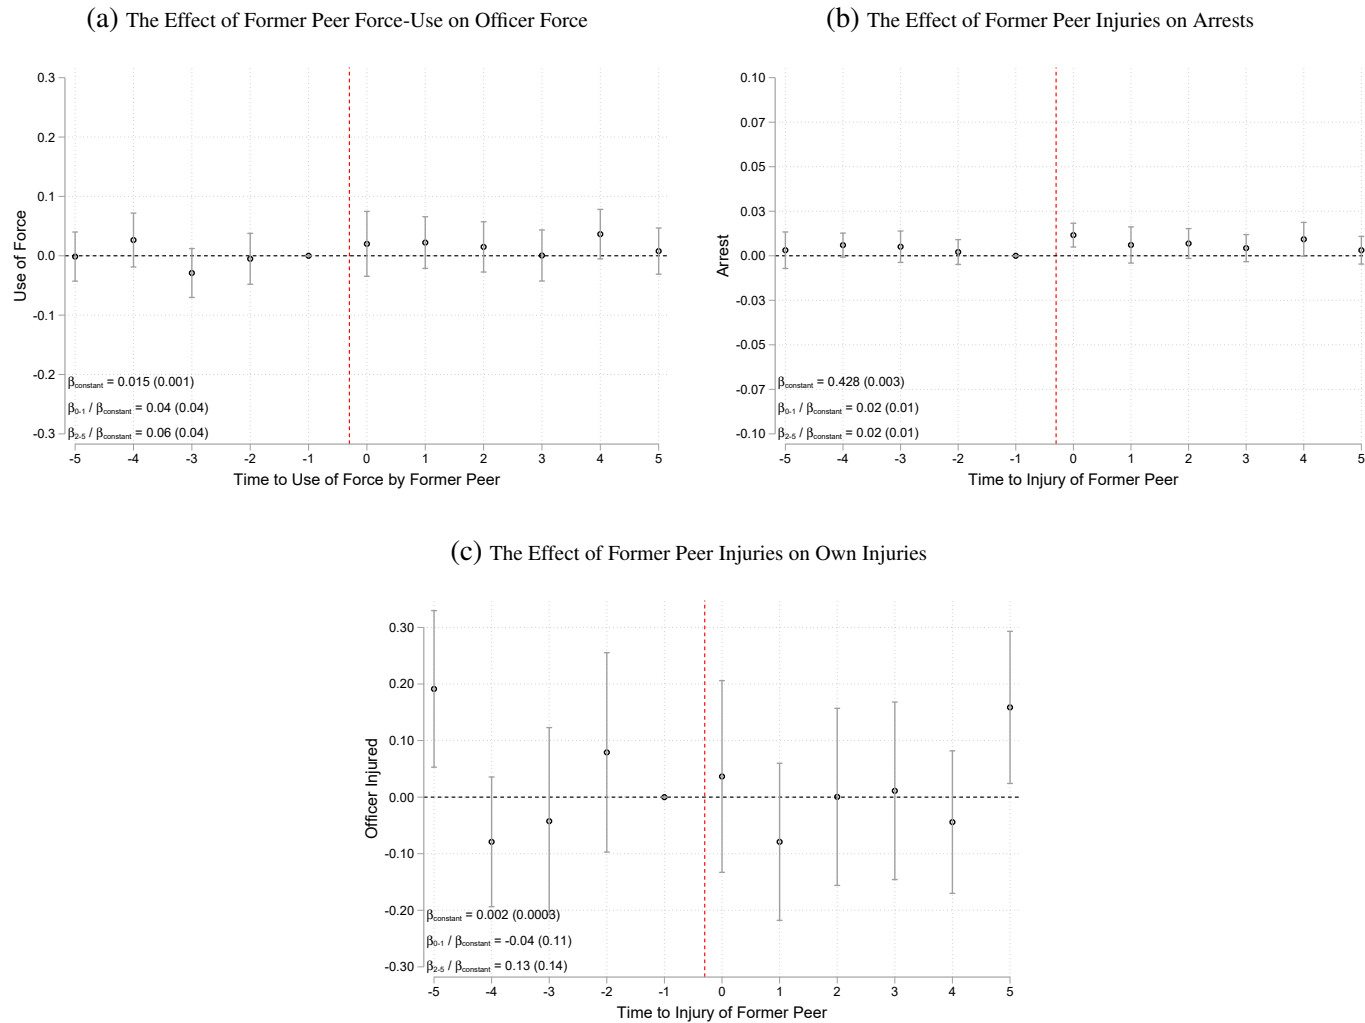 (a) The Effect of Former Peer Force-Use on Officer Force
0.3
0.2
0.1
0.0
-0.1
-0.2
-0.3
Use of Force
βconstant = 0.015 (0.001)
β0-1 / βconstant = 0.04 (0.04)
β2-5 / βconstant = 0.06 (0.04)
-5 -4 -3 -2 -1 0 1 2 3 4 5
Time to Use of Force by Former Peer
(b) The Effect of Former Peer Injuries on Arrests
0.10
0.07
0.05
0.03
0.00
-0.03
-0.05
-0.07
-0.10
Arrest
βconstant = 0.428 (0.003)
β0-1 / βconstant = 0.02 (0.01)
β2-5 / βconstant = 0.02 (0.01)
-5 -4 -3 -2 -1 0 1 2 3 4 5
Time to Injury of Former Peer
(c) The Effect of Former Peer Injuries on Own Injuries
0.30
0.20
0.10
0.00
-0.10
-0.20
-0.30
Officer Injured
βconstant = 0.002 (0.0003)
β0-1 / βconstant = -0.04 (0.11)
β2-5 / βconstant = 0.13 (0.14)
-5 -4 -3 -2 -1 0 1 2 3 4 5
Time to Injury of Former Peer